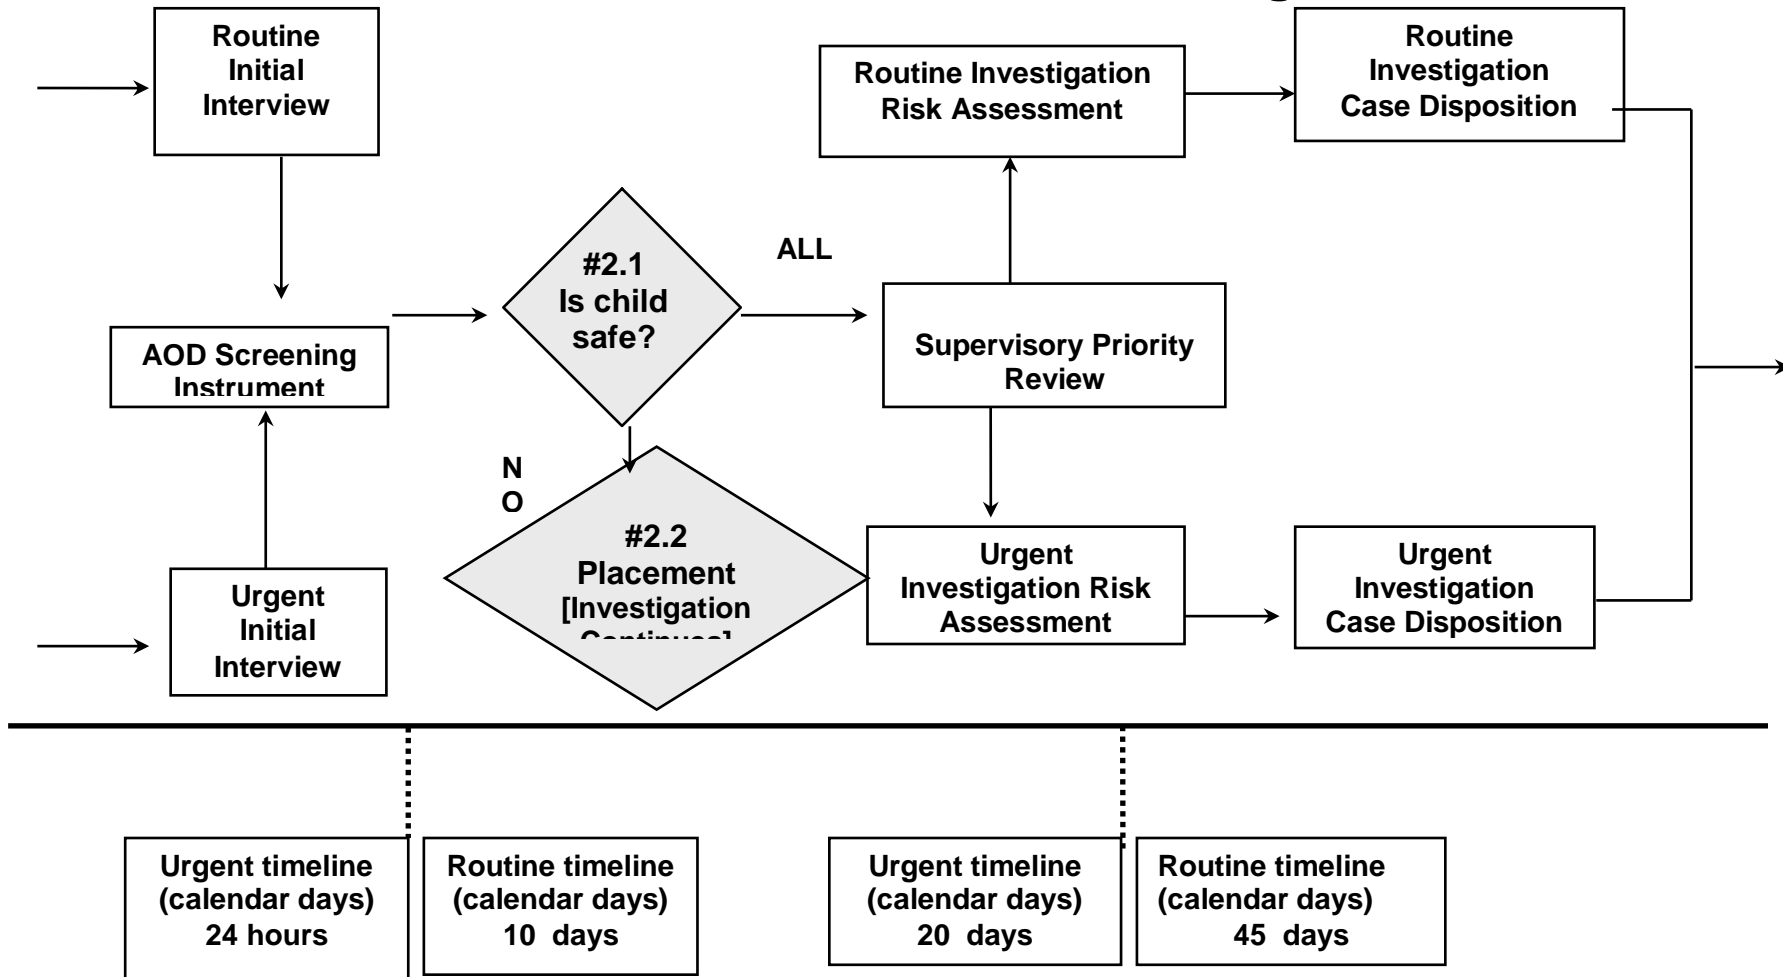 Routine
Initial
Interview
Routine Investigation
Risk Assessment
Routine
Investigation
Case Disposition
#2.1
Is child
safe?
ALL
AOD Screening
Instrument
Supervisory Priority
Review
N
O
#2.2
Placement
[Investigation
Continues]
Urgent
Initial
Interview
Urgent
Investigation Risk
Assessment
Urgent
Investigation
Case Disposition
Urgent timeline
(calendar days)
24 hours
Routine timeline
(calendar days)
10 days
Urgent timeline
(calendar days)
20 days
Routine timeline
(calendar days)
45 days